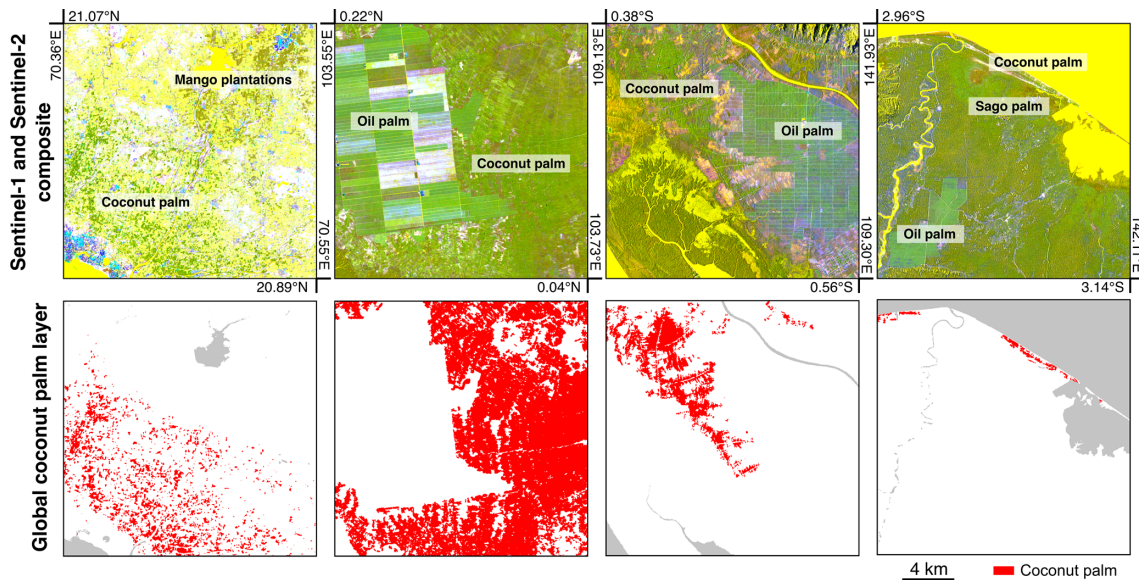 21.07°N
0.22°N
0.38°S
2.96°S
70.36°E
103.55°E
109.13°E
141.93°E
Sentinel-1 and Sentinel-2
composite
Mango plantations
Coconut palm
Oil palm
Coconut palm
Coconut palm
Oil palm
Coconut palm
Sago palm
Oil palm
70.55°E
103.73°E
109.30°E
142.11°E
20.89°N
0.04°N
0.56°S
3.14°S
Global coconut palm layer
4 km
Coconut palm